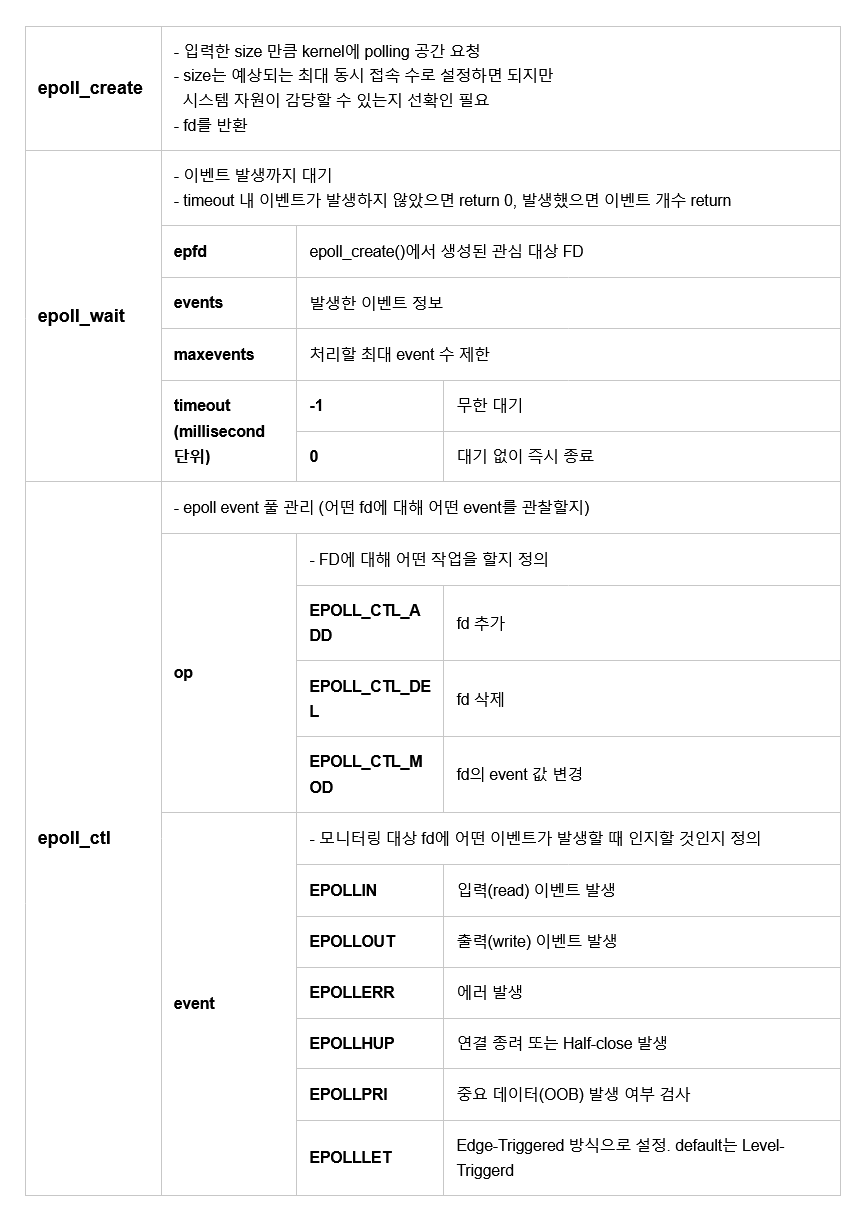 epoll_create
- 입력한 size 만큼 kernel에 polling 공간 요청
- size는 예상되는 최대 동시 접속 수로 설정하면 되지만
시스템 자원이 감당할 수 있는지 선확인 필요
- fd를 반환
epoll_wait
- 이벤트 발생까지 대기
- timeout 내 이벤트가 발생하지 않았으면 return 0, 발생했으면 이벤트 개수 return
epfd
epoll_create()에서 생성된 관심 대상 FD
events
발생한 이벤트 정보
maxevents
처리할 최대 event 수 제한
timeout
(millisecond
단위)
-1
무한 대기
0
대기 없이 즉시 종료
epoll_ctl
- epoll event 풀 관리 (어떤 fd에 대해 어떤 event를 관찰할지)
op
- FD에 대해 어떤 작업을 할지 정의
EPOLL_CTL_A
DD
fd 추가
EPOLL_CTL_DE
L
fd 삭제
EPOLL_CTL_M
OD
fd의 event 값 변경
event
- 모니터링 대상 fd에 어떤 이벤트가 발생할 때 인지할 것인지 정의
EPOLLIN
입력(read) 이벤트 발생
EPOLLOUT
출력(write) 이벤트 발생
EPOLLERR
에러 발생
EPOLLHUP
연결 종려 또는 Half-close 발생
EPOLLPRI
중요 데이터(OOB) 발생 여부 검사
EPOLLLET
Edge-Triggered 방식으로 설정. default는 Level-
Triggerd